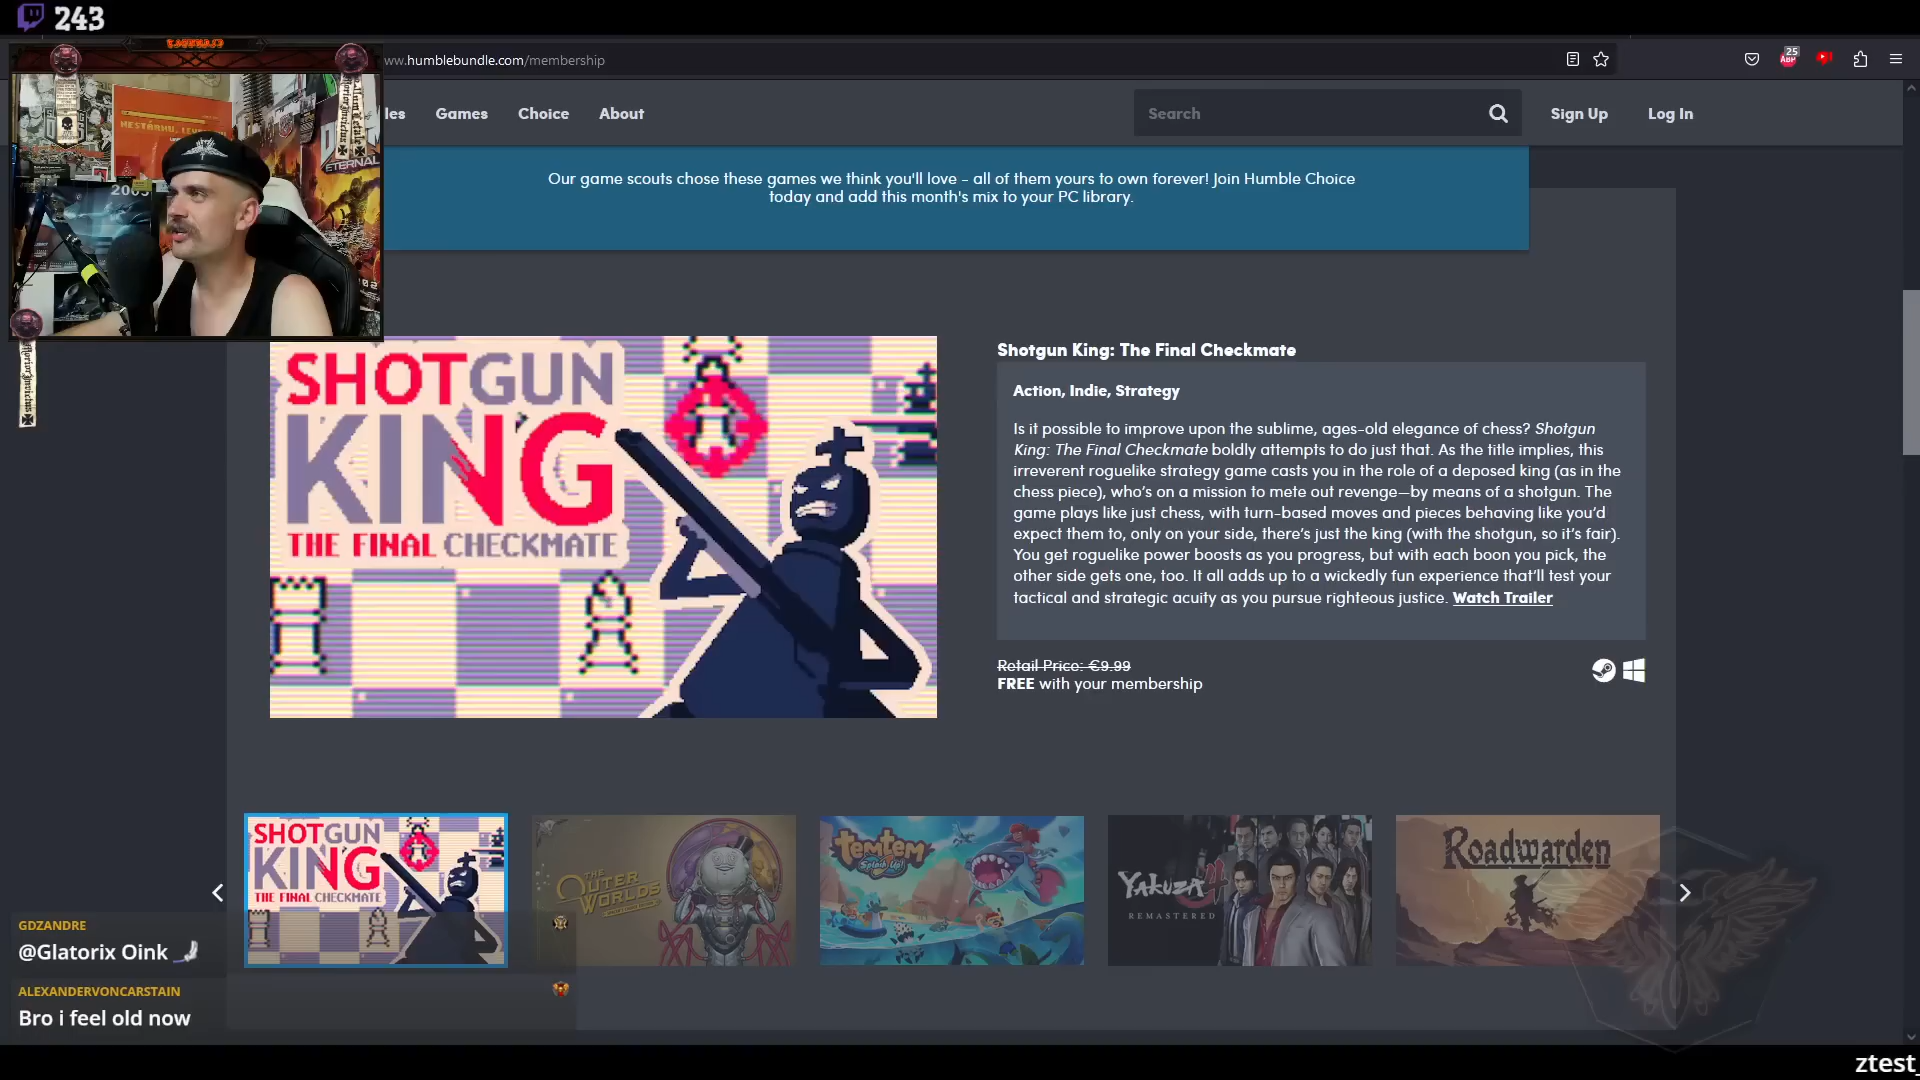 243
ww.humblebundle.com/membership
25
ABP
les
Games
Choice
About
Search
Sign Up
Log In
ETERNAL
2005
Our game scouts chose these games we think you'll love - all of them yours to own forever! Join Humble Choice
today and add this month's mix to your PC library.
SHOTGUN
KING
THE FINAL CHECKMATE
Shotgun King: The Final Checkmate
Action, Indie, Strategy
Is it possible to improve upon the sublime, ages-old elegance of chess? Shotgun
King: The Final Checkmate boldly attempts to do just that. As the title implies, this
irreverent roguelike strategy game casts you in the role of a deposed king (as in the
chess piece), who's on a mission to mete out revenge—by means of a shotgun. The
game plays like just chess, with turn-based moves and pieces behaving like you'd
expect them to, only on your side, there's just the king (with the shotgun, so it's fair).
You get roguelike power boosts as you progress, but with each boon you pick, the
other side gets one, too. It all adds up to a wickedly fun experience that'll test your
tactical and strategic acuity as you pursue righteous justice. Watch Trailer
Retail Price: €9.99
FREE with your membership
SHOTGUN
KING
THE FINAL CHECKMATE
THE
OUTER
WORLDS
temtem
Splash Up!
YAKUZA 4
REMASTERED
Roadwarden
GDZANDRE
@Glatorix Oink
ALEXANDERVONCARSTAIN
Bro i feel old now
ztest_